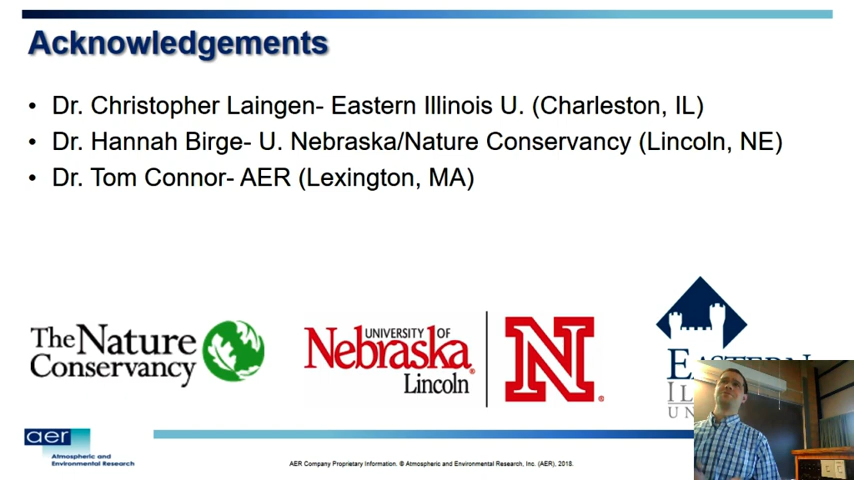 Acknowledgements
• Dr. Christopher Laingen- Eastern Illinois U. (Charleston, IL)
• Dr. Hannah Birge- U. Nebraska/Nature Conservancy (Lincoln, NE)
• Dr. Tom Connor- AER (Lexington, MA)
The Nature
Conservancy
UNIVERSITY OF
Nebraska
Lincoln
N
aer
Atmospheric and
Environmental Research
AER Company Proprietary Information. © Atmospheric and Environmental Research, Inc. (AER), 2018.